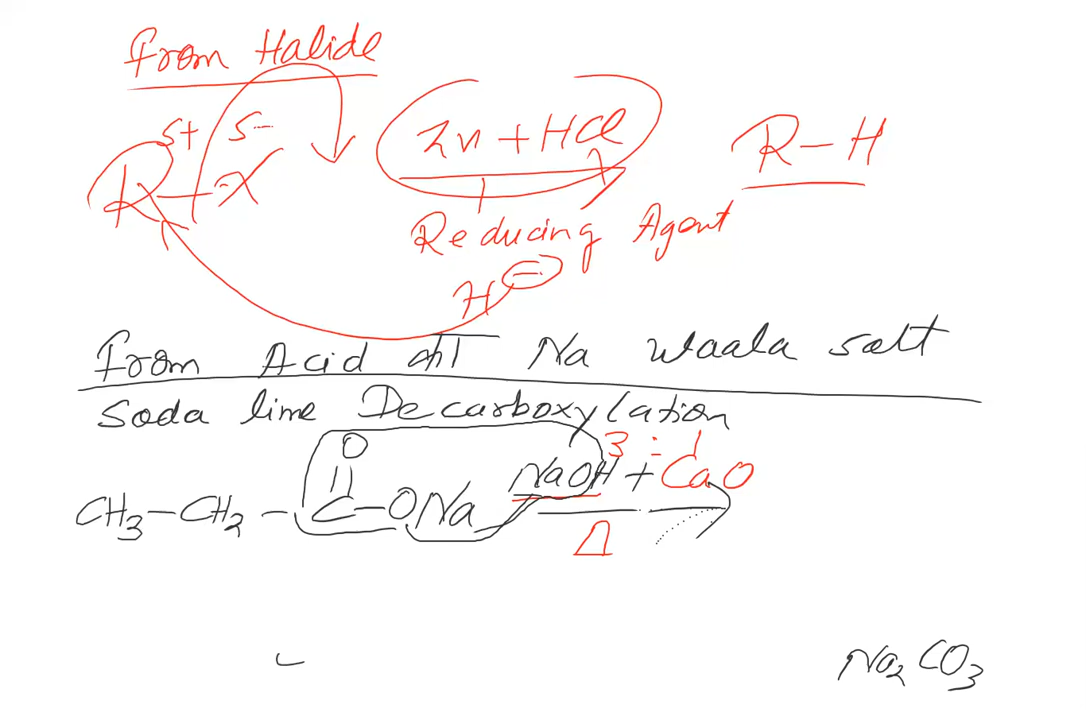 From Halide
R δ+ - X δ- Zn + HCl R - H
Reducing Agent
H⊖
From Acid का Na waala salt
Soda lime Decarboxylation
O 3 : 1
|| NaOH + CaO
CH3 - CH2 - C - ONa
Δ
Na2CO3